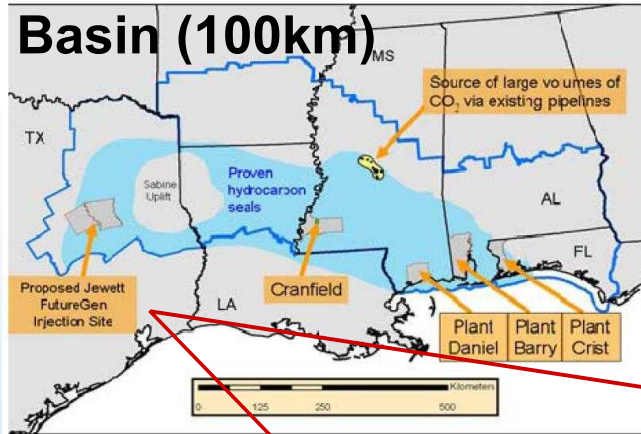 Basin (100km)
MS
Source of large volumes of
CO2 via existing pipelines
TX
Sabine
Uplift
Proven
hydrocarbon
seals
AL
FL
Proposed Jewett
FutureGen
Injection Site
LA
Cranfield
Plant
Daniel
Plant
Barry
Plant
Crist
Kilometers
0 125 250 500